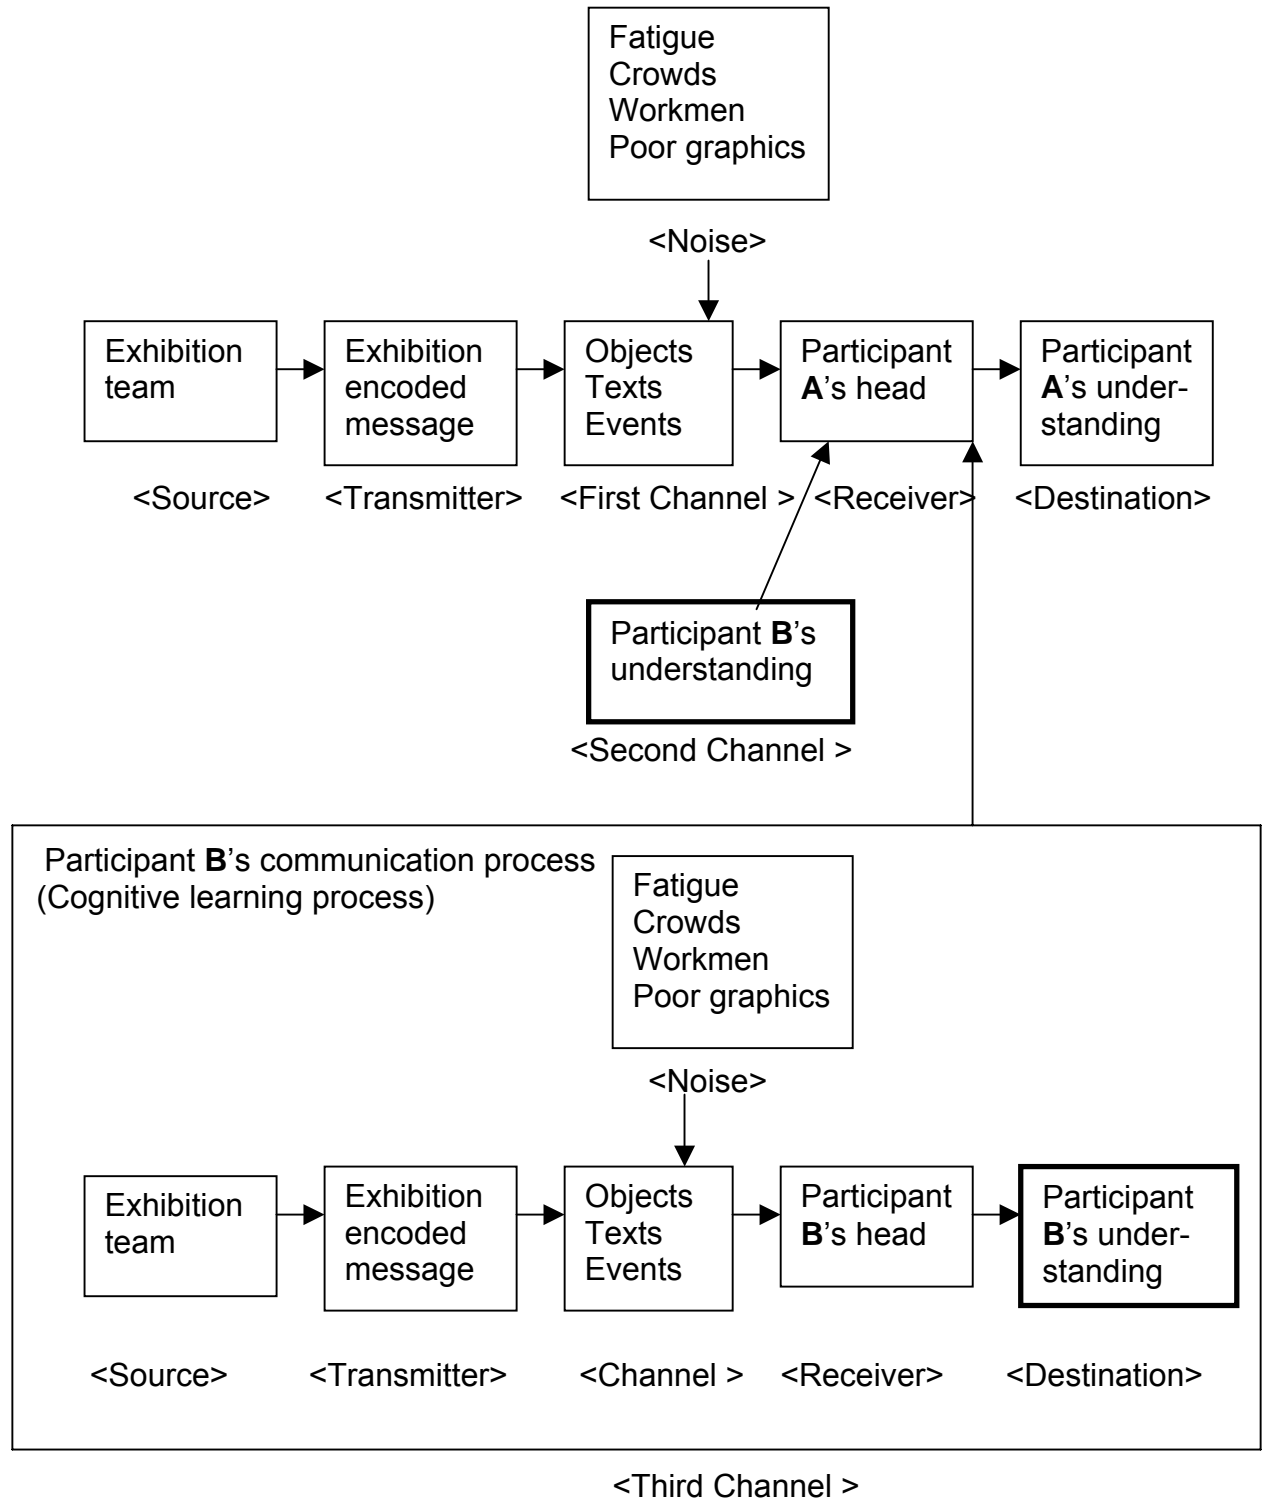 Fatigue
Crowds
Workmen
Poor graphics
<Noise>
Exhibition
team
Exhibition
encoded
message
Objects
Texts
Events
Participant
A's head
Participant
A's under-
standing
<Source>
<Transmitter>
<First Channel >
<Receiver>
<Destination>
Participant B's
understanding
<Second Channel >
Participant B's communication process
(Cognitive learning process)
Fatigue
Crowds
Workmen
Poor graphics
<Noise>
Exhibition
team
Exhibition
encoded
message
Objects
Texts
Events
Participant
B's head
Participant
B's under-
standing
<Source>
<Transmitter>
<Channel >
<Receiver>
<Destination>
<Third Channel >